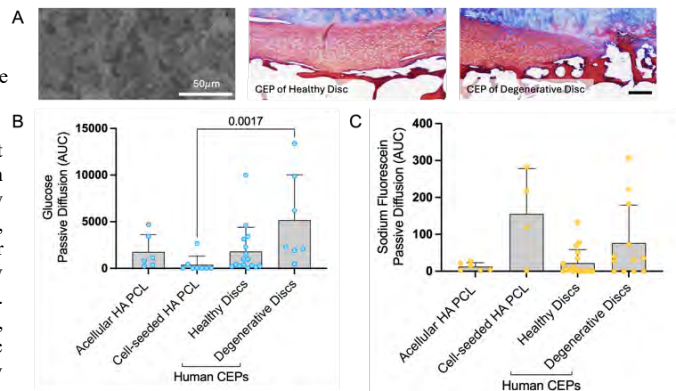 A
50µm
CEP of Healthy Disc
CEP of Degenerative Disc
B
0.0017
15000
10000
5000
0
Glucose
Passive Diffusion (AUC)
Acellular HA PCL
Cell-seeded HA PCL
Healthy Discs
Degenerative Discs
Human CEPs
C
400
300
200
100
0
Sodium Fluorescein
Passive Diffusion (AUC)
Acellular HA PCL
Cell-seeded HA PCL
Healthy Discs
Degenerative Discs
Human CEPs